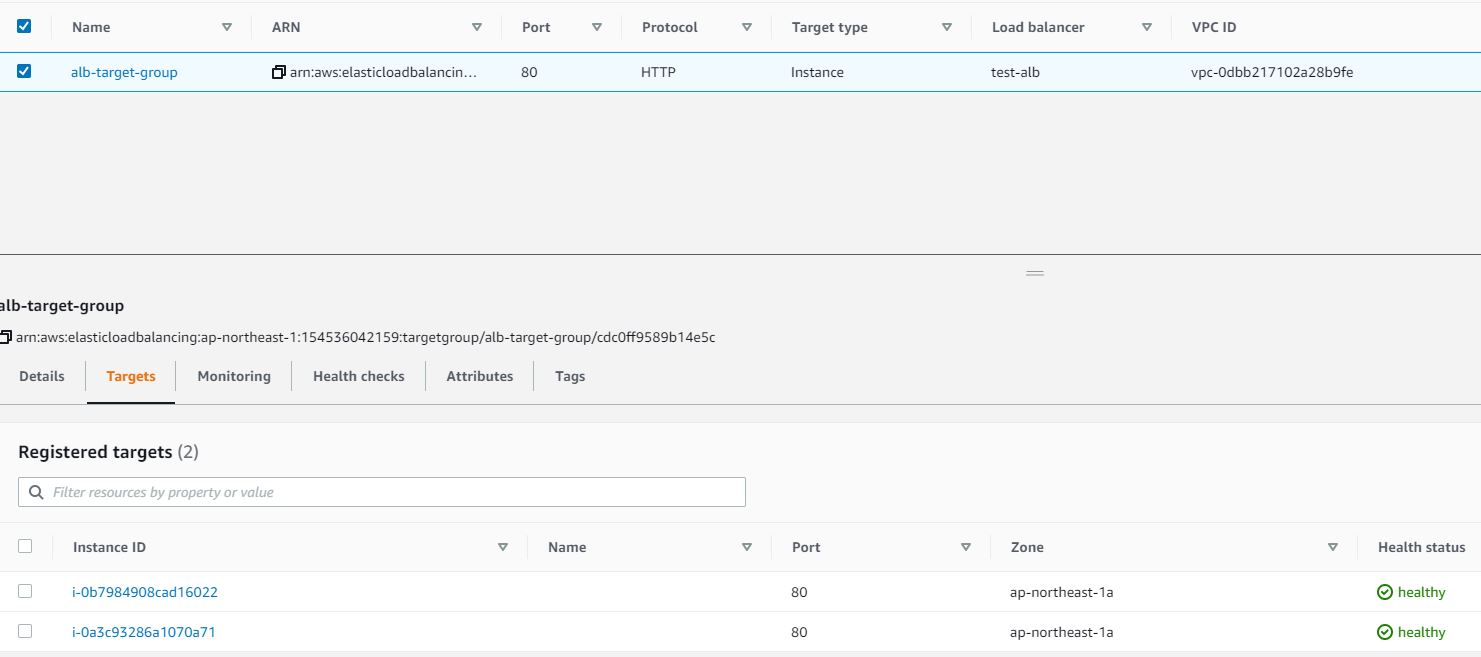 Name ARN Port Protocol Target type Load balancer VPC ID
alb-target-group arn:aws:elasticloadbalancin... 80 HTTP Instance test-alb vpc-0dbb217102a28b9fe
alb-target-group
arn:aws:elasticloadbalancing:ap-northeast-1:154536042159:targetgroup/alb-target-group/cdc0ff9589b14e5c
Details Targets Monitoring Health checks Attributes Tags
Registered targets (2)
Filter resources by property or value
Instance ID Name Port Zone Health status
i-0b7984908cad16022 80 ap-northeast-1a healthy
i-0a3c93286a1070a71 80 ap-northeast-1a healthy